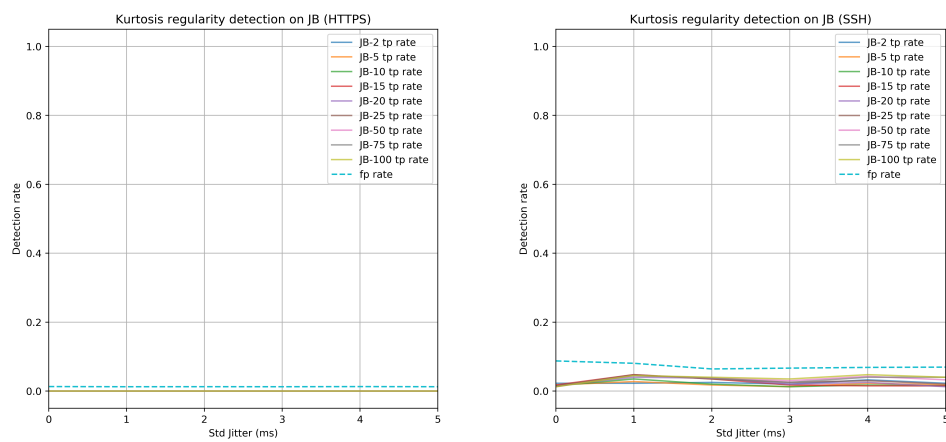 Kurtosis regularity detection on JB (HTTPS)
1.0
0.8
0.6
0.4
0.2
0.0
Detection rate
0 1 2 3 4 5
Std Jitter (ms)
JB-2 tp rate
JB-5 tp rate
JB-10 tp rate
JB-15 tp rate
JB-20 tp rate
JB-25 tp rate
JB-50 tp rate
JB-75 tp rate
JB-100 tp rate
fp rate
Kurtosis regularity detection on JB (SSH)
1.0
0.8
0.6
0.4
0.2
0.0
Detection rate
0 1 2 3 4 5
Std Jitter (ms)
JB-2 tp rate
JB-5 tp rate
JB-10 tp rate
JB-15 tp rate
JB-20 tp rate
JB-25 tp rate
JB-50 tp rate
JB-75 tp rate
JB-100 tp rate
fp rate